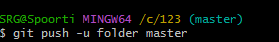 SRG@Spoorti MINGW64 /c/123 (master)
$ git push -u folder master